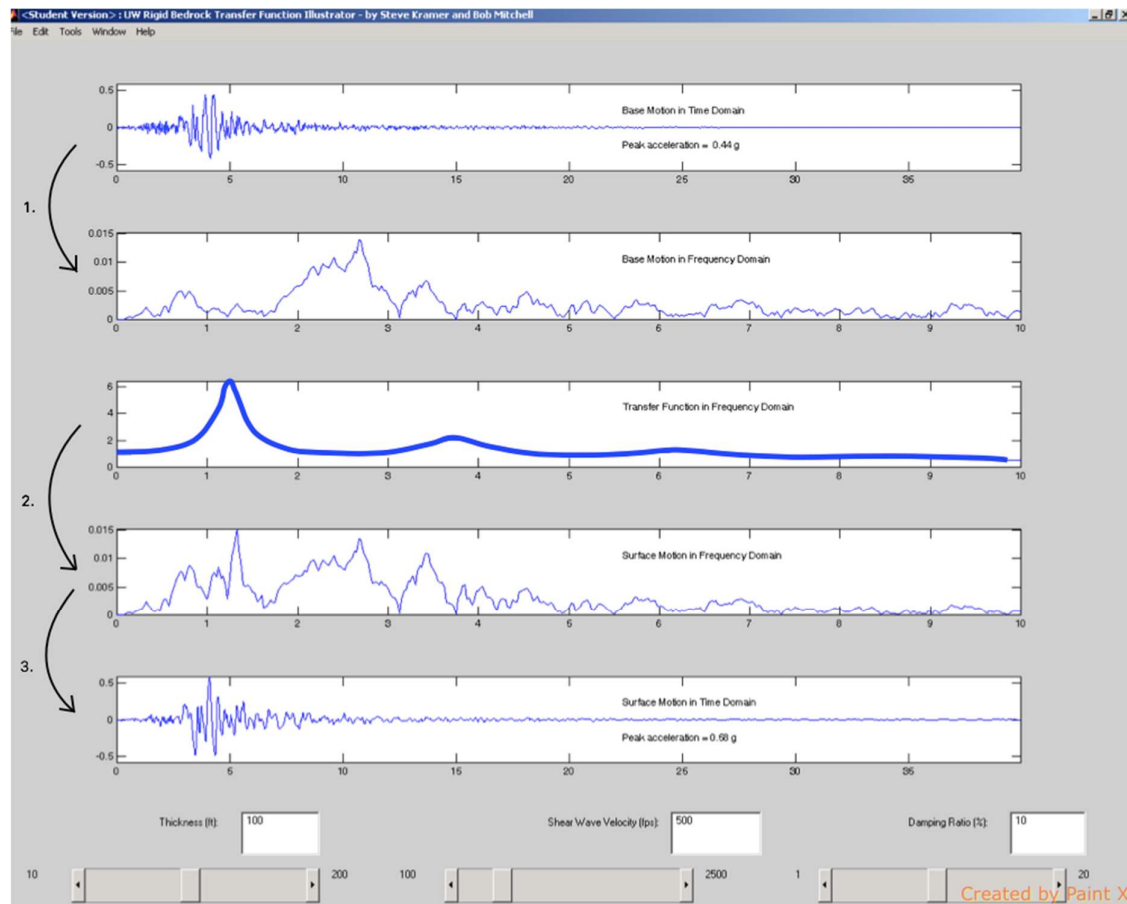 <Student Version> : UW Rigid Bedrock Transfer Function Illustrator - by Steve Kramer and Bob Mitchell
File Edit Tools Window Help
0.5
0
-0.5
Base Motion in Time Domain
Peak acceleration = 0.44 g
0 5 10 15 20 25 30 35
1.
0.015
0.01
0.005
0
Base Motion in Frequency Domain
0 1 2 3 4 5 6 7 8 9 10
6
4
2
0
Transfer Function in Frequency Domain
0 1 2 3 4 5 6 7 8 9 10
2.
0.015
0.01
0.005
0
Surface Motion in Frequency Domain
0 1 2 3 4 5 6 7 8 9 10
3.
0.5
0
-0.5
Surface Motion in Time Domain
Peak acceleration = 0.58 g
0 5 10 15 20 25 30 35
Thickness (ft): 100 Shear Wave Velocity (fps): 500 Damping Ratio (%): 10
10 200 100 2500 1 20
Created by Paint X